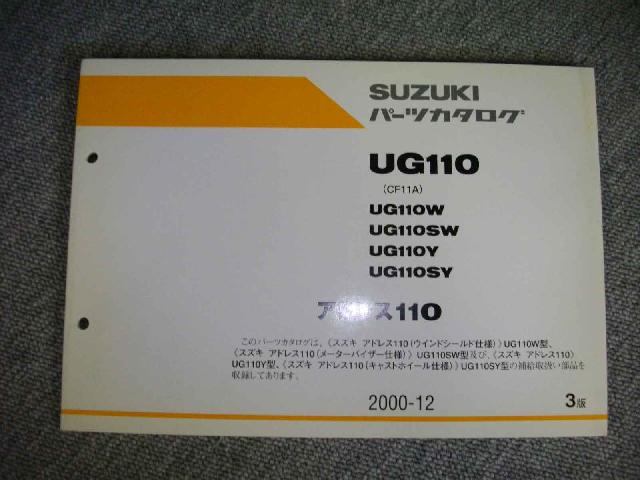 SUZUKI
パーツカタログ
UG110
(CF11A)
UG110W
UG110SW
UG110Y
UG110SY
アドレス110
このパーツカタログは、《スズキ アドレス110(ウインドシールド仕様)》UG110W型、
《スズキ アドレス110(メーターバイザー仕様)》UG110SW型及び、《スズキ アドレス110》
UG110Y型、《スズキ アドレス110(キャストホイール仕様)》UG110SY型の補給取扱い部品を
収録してあります。
2000-12
3版